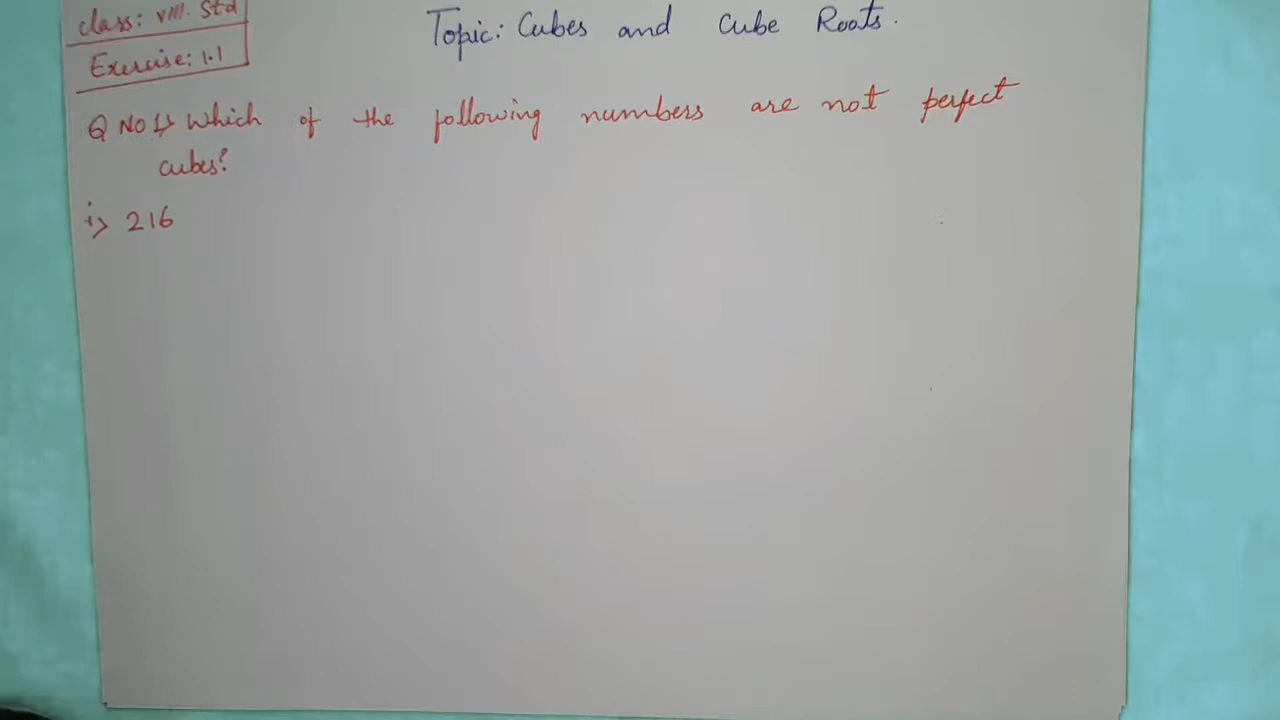 class: VIII. Std
Topic: Cubes and Cube Roots.
Exercise: 1.1
Q NO 1) Which of the following numbers are not perfect
cubes?
i) 216